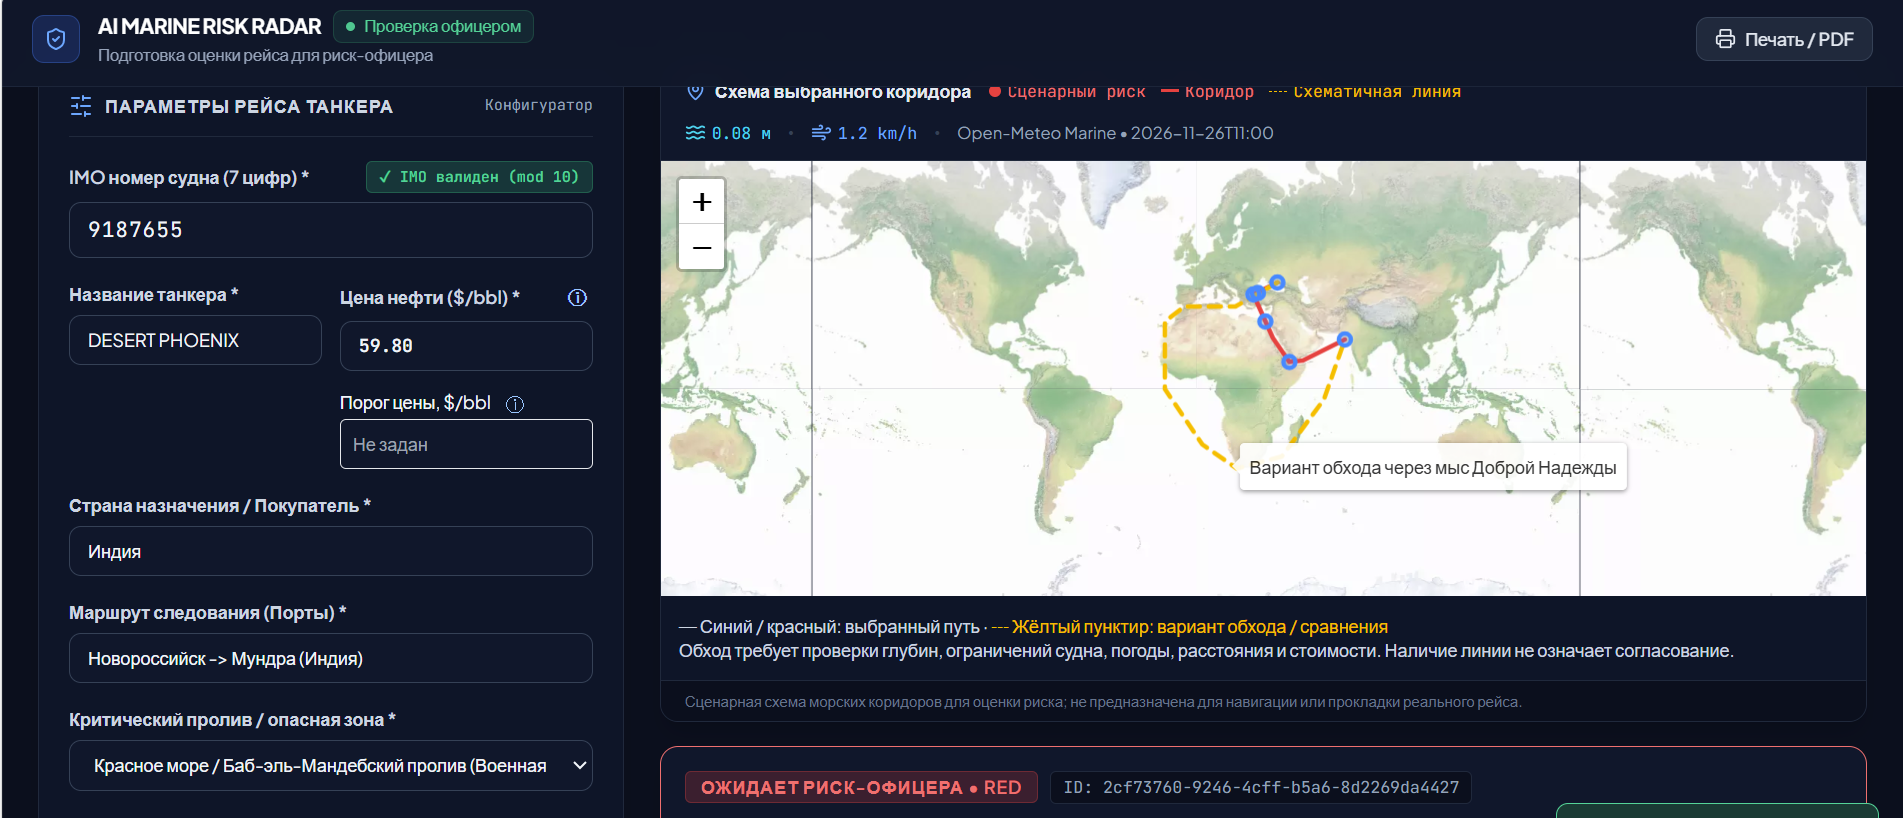 AI MARINE RISK RADAR
Проверка офицером
Подготовка оценки рейса для риск-офицера
Печать / PDF
ПАРАМЕТРЫ РЕЙСА ТАНКЕРА
Конфигуратор
IMO номер судна (7 цифр) *
✓ IMO валиден (mod 10)
9187655
Название танкера *
DESERT PHOENIX
Цена нефти ($/bbl) *
59.80
Порог цены, $/bbl
Не задан
Страна назначения / Покупатель *
Индия
Маршрут следования (Порты) *
Новороссийск -> Мундра (Индия)
Критический пролив / опасная зона *
Красное море / Баб-эль-Мандебский пролив (Военная
Схема выбранного коридора
Сценарный риск
Коридор
Схематичная линия
0.08 м • 1.2 km/h • Open-Meteo Marine • 2026-11-26T11:00
+
−
Вариант обхода через мыс Доброй Надежды
— Синий / красный: выбранный путь · --- Жёлтый пунктир: вариант обхода / сравнения
Обход требует проверки глубин, ограничений судна, погоды, расстояния и стоимости. Наличие линии не означает согласование.
Сценарная схема морских коридоров для оценки риска; не предназначена для навигации или прокладки реального рейса.
ОЖИДАЕТ РИСК-ОФИЦЕРА • RED
ID: 2cf73760-9246-4cff-b5a6-8d2269da4427